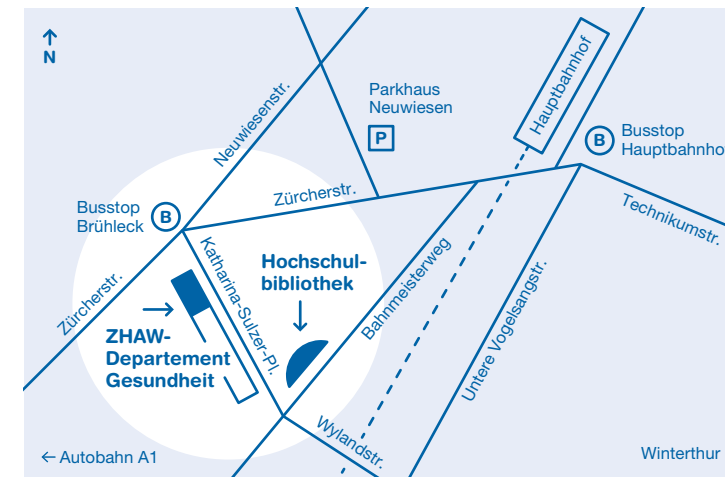 N
Neuwiesenstr.
Parkhaus
Neuwiesen
P
Hauptbahnhof
B
Busstop
Hauptbahnho
Busstop
Brühleck
B
Zürcherstr.
Technikumstr.
Zürcherstr.
Katharina-Sulzer-Pl.
Hochschul-
bibliothek
Bahnmeisterweg
Untere Vogelsangstr.
ZHAW-
Departement
Gesundheit
Wylandstr.
Autobahn A1
Winterthur